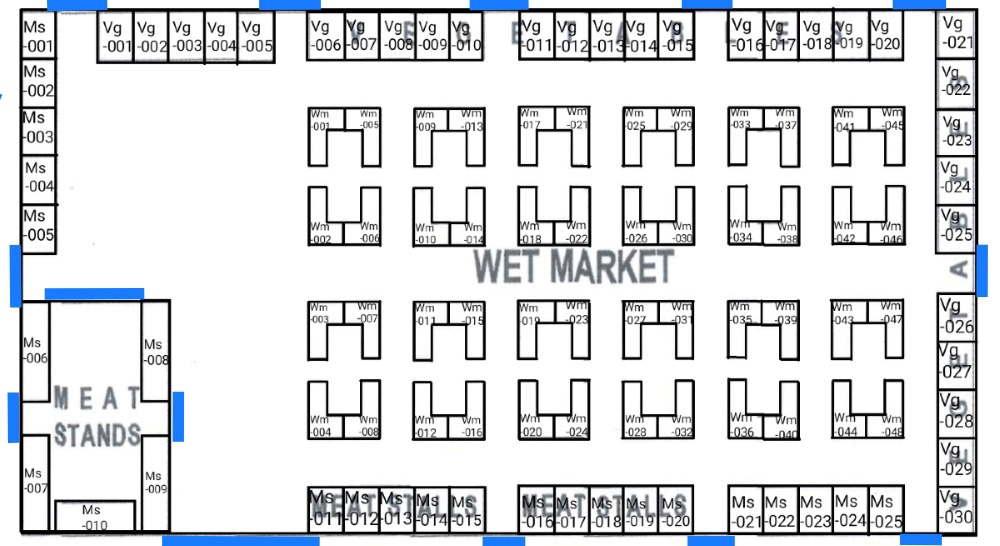 Ms -001
Vg -001 Vg -002 Vg -003 Vg -004 Vg -005
Vg -006 Vg -007 Vg -008 Vg -009 Vg -010
Vg -011 Vg -012 Vg -013 Vg -014 Vg -015
Vg -016 Vg -017 Vg -018 Vg -019 Vg -020
Vg -021
VEGETABLES
Ms -002
Vg -022
Ms -003
Vg -023
Ms -004
Vg -024
Ms -005
Vg -025
Wm -001 Wm -005 Wm -009 Wm -013 Wm -017 Wm -021 Wm -025 Wm -029 Wm -033 Wm -037 Wm -041 Wm -045
Wm -002 Wm -006 Wm -010 Wm -014 Wm -018 Wm -022 Wm -026 Wm -030 Wm -034 Wm -038 Wm -042 Wm -046
WET MARKET
VEGETABLES
Wm -003 Wm -007 Wm -011 Wm -015 Wm -019 Wm -023 Wm -027 Wm -031 Wm -035 Wm -039 Wm -043 Wm -047
Vg -026
Ms -006
Ms -008
Vg -027
MEAT
STANDS
Wm -004 Wm -008 Wm -012 Wm -016 Wm -020 Wm -024 Wm -028 Wm -032 Wm -036 Wm -040 Wm -044 Wm -048
Vg -028
Ms -007
Ms -009
Vg -029
Ms -010
MEAT STALLS
Ms -011 Ms -012 Ms -013 Ms -014 Ms -015
MEAT STALLS
Ms -016 Ms -017 Ms -018 Ms -019 Ms -020
Ms -021 Ms -022 Ms -023 Ms -024 Ms -025
Vg -030